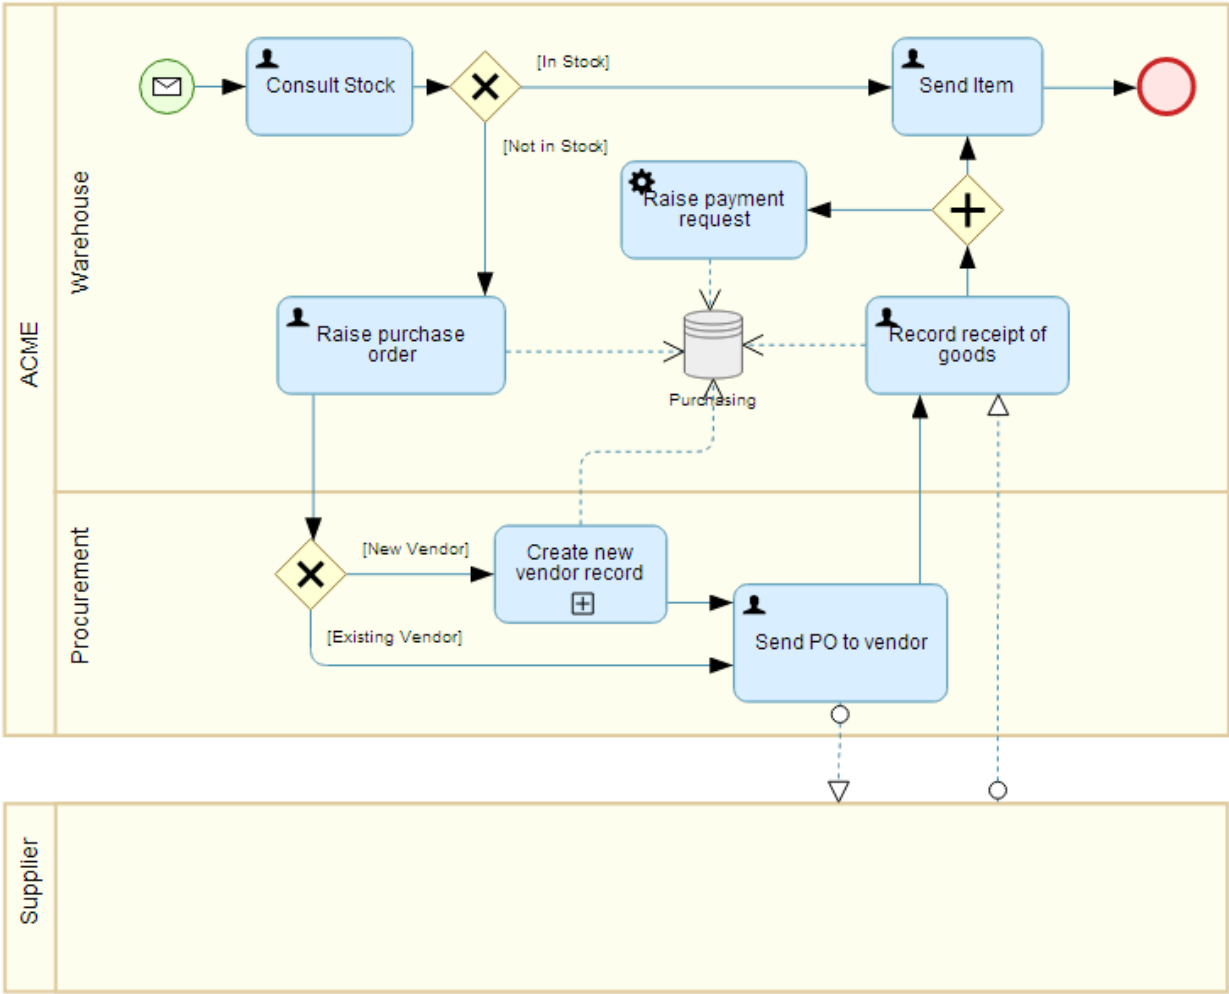 ACME
Warehouse
Consult Stock
[In Stock]
Send Item
[Not in Stock]
Raise payment
request
Raise purchase
order
Purchasing
Record receipt of
goods
Procurement
[New Vendor]
Create new
vendor record
[Existing Vendor]
Send PO to vendor
Supplier